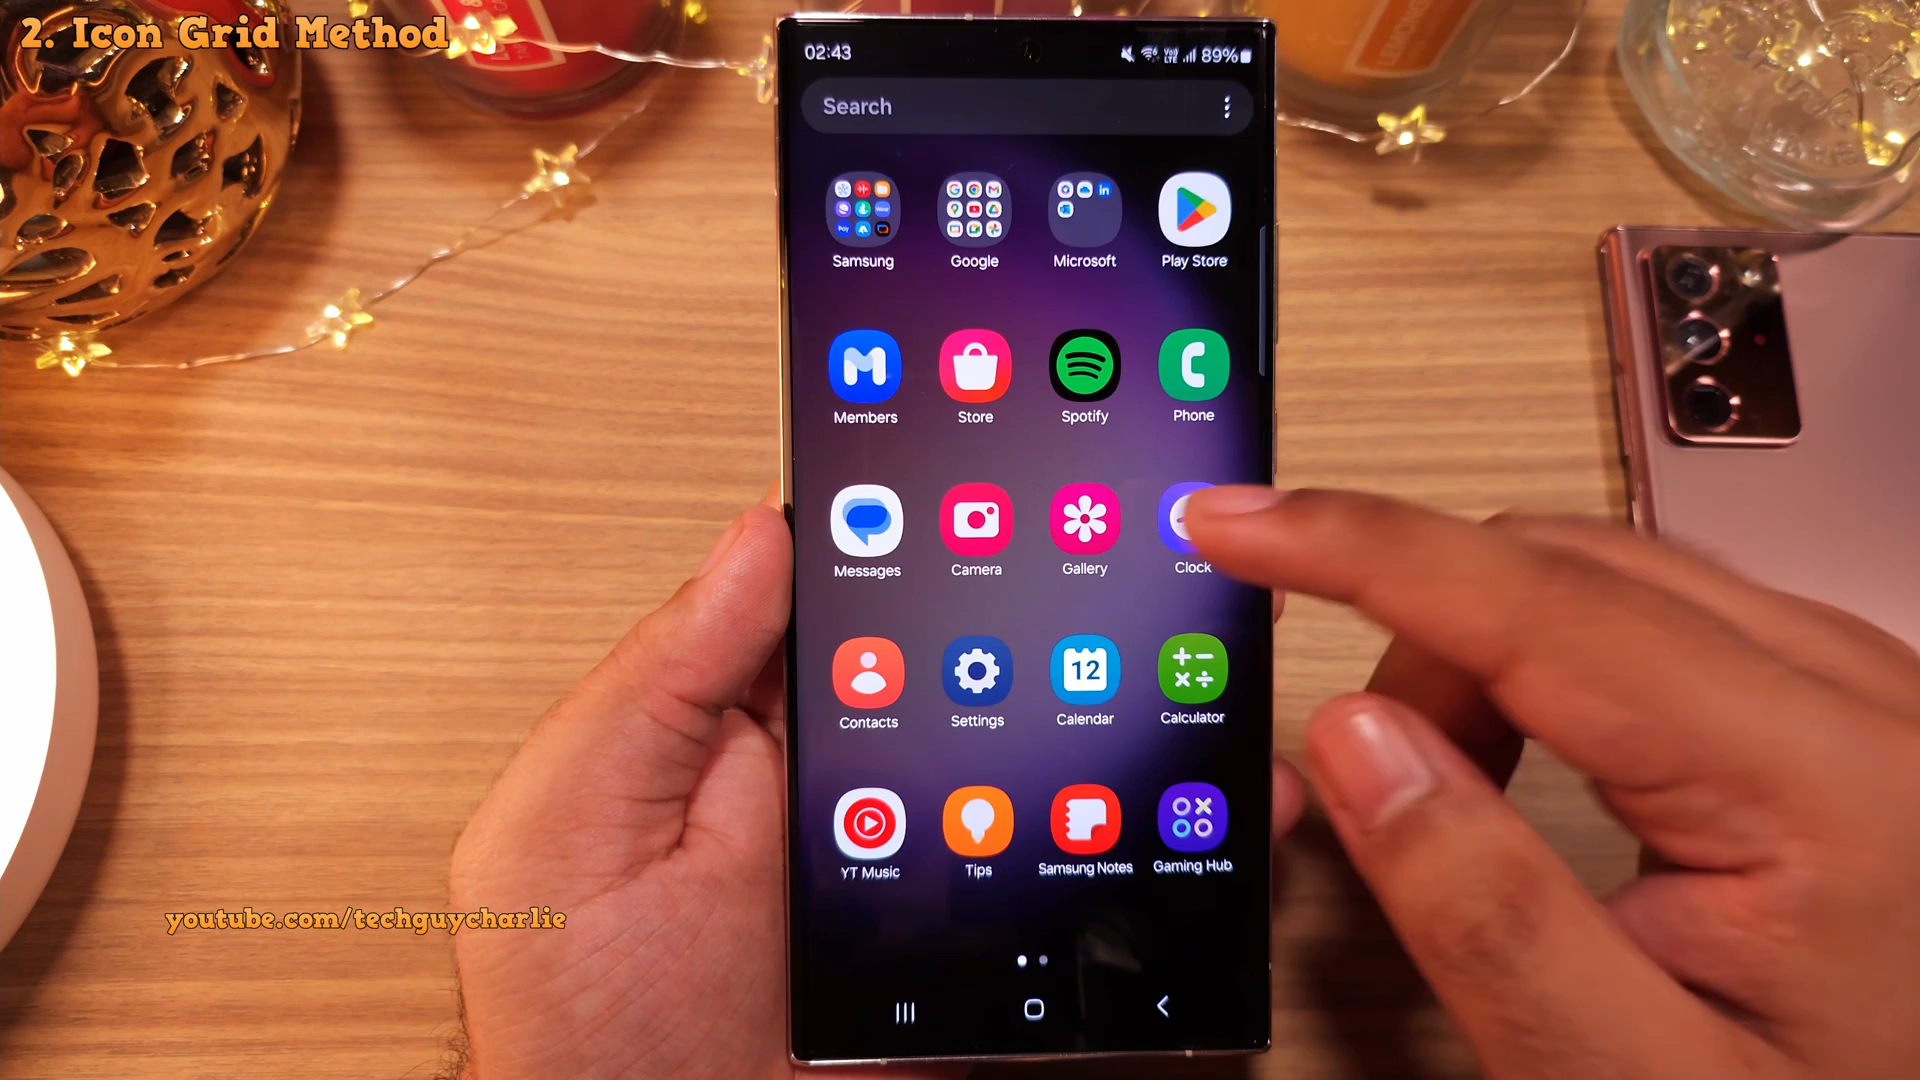 2. Icon Grid Method
02:43
89%
Search
Samsung
Google
Microsoft
Play Store
Members
Store
Spotify
Phone
Messages
Camera
Gallery
Clock
Contacts
Settings
12
Calendar
Calculator
YT Music
Tips
Samsung Notes
Gaming Hub
youtube.com/techguycharlie